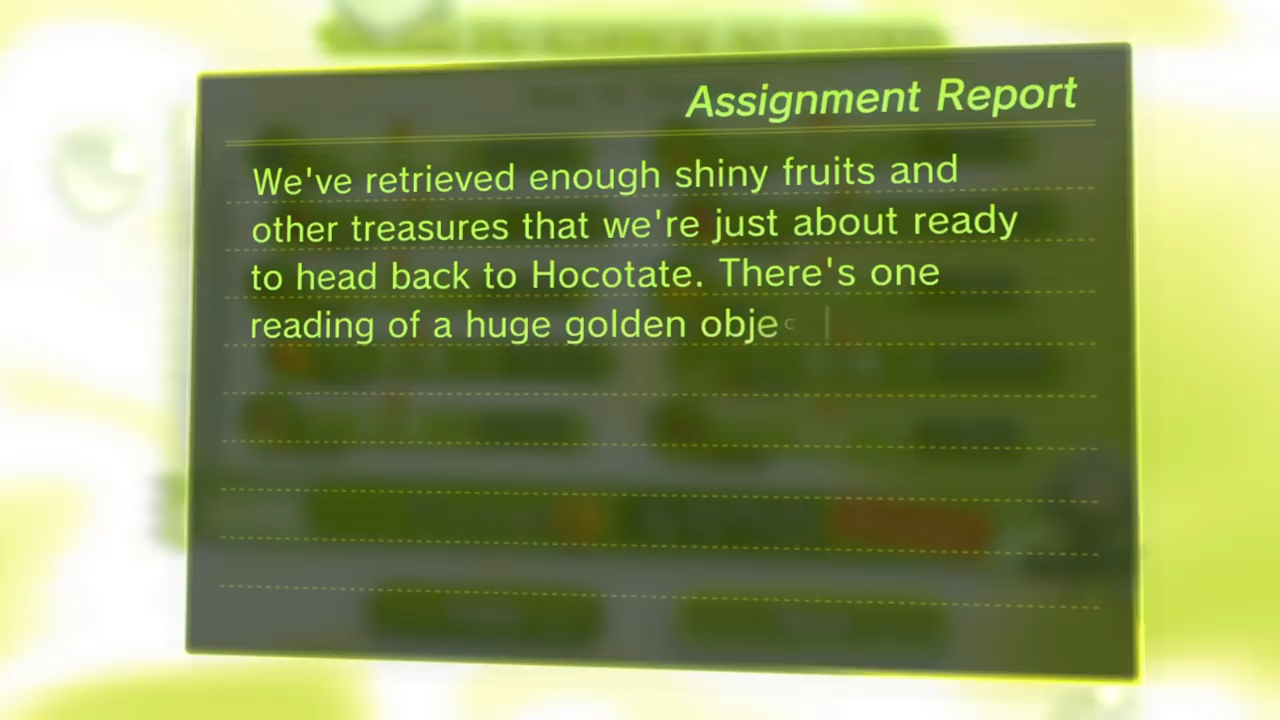 Assignment Report
We've retrieved enough shiny fruits and
other treasures that we're just about ready
to head back to Hocotate. There's one
reading of a huge golden objec